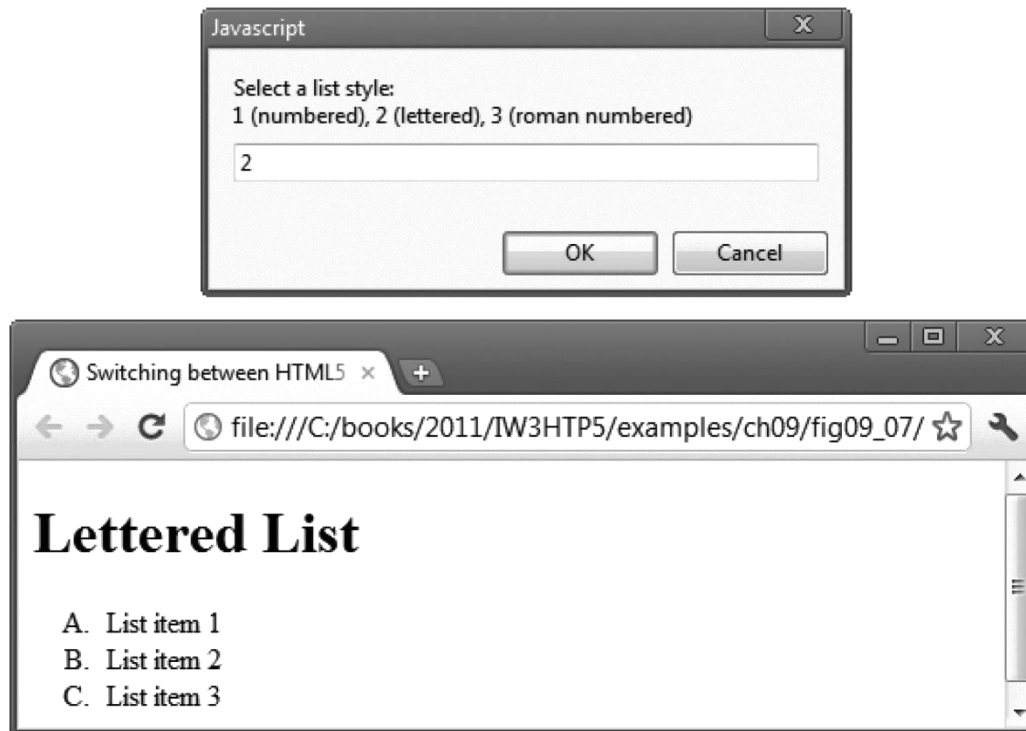 Javascript
Select a list style:
1 (numbered), 2 (lettered), 3 (roman numbered)
2
OK
Cancel
Switching between HTML5
file:///C:/books/2011/IW3HTP5/examples/ch09/fig09_07/
Lettered List
A. List item 1
B. List item 2
C. List item 3